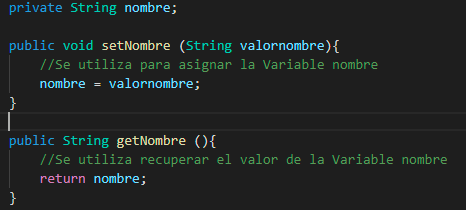 private String nombre;
public void setNombre (String valornombre){
//Se utiliza para asignar la Variable nombre
nombre = valornombre;
}
public String getNombre (){
//Se utiliza recuperar el valor de la Variable nombre
return nombre;
}